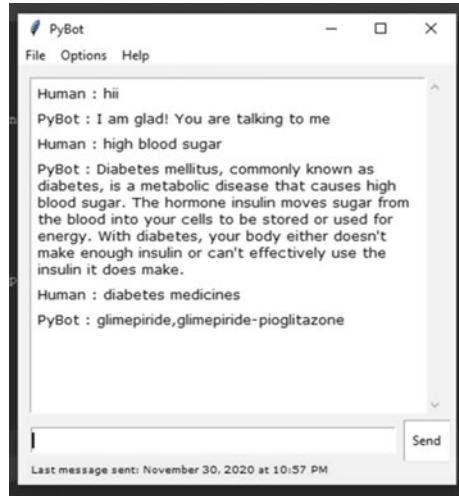 PyBot
File Options Help
Human : hii
PyBot : I am glad! You are talking to me
Human : high blood sugar
PyBot : Diabetes mellitus, commonly known as
diabetes, is a metabolic disease that causes high
blood sugar. The hormone insulin moves sugar from
the blood into your cells to be stored or used for
energy. With diabetes, your body either doesn't
make enough insulin or can't effectively use the
insulin it does make.
Human : diabetes medicines
PyBot : glimepiride,glimepiride-pioglitazone
Send
Last message sent: November 30, 2020 at 10:57 PM